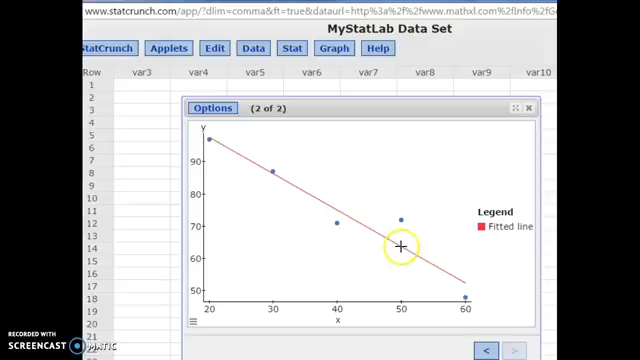 www.statcrunch.com/app/?dlim=comma&ft=true&dataurl=http%3a%2f%2fwww.mathxl.com%2finfo%2fG
MyStatLab Data Set
StatCrunch Applets Edit Data Stat Graph Help
Row var3 var4 var5 var6 var7 var8 var9 var10
1
2
3
4
5
6
7
8
9
10
11
12
13
14
15
16
17
18
19
20
21
22
Options (2 of 2)
y
90
80
70
60
50
20 30 40 50 60
x
Legend
Fitted line
< >
RECORDED WITH
SCREENCAST MATIC